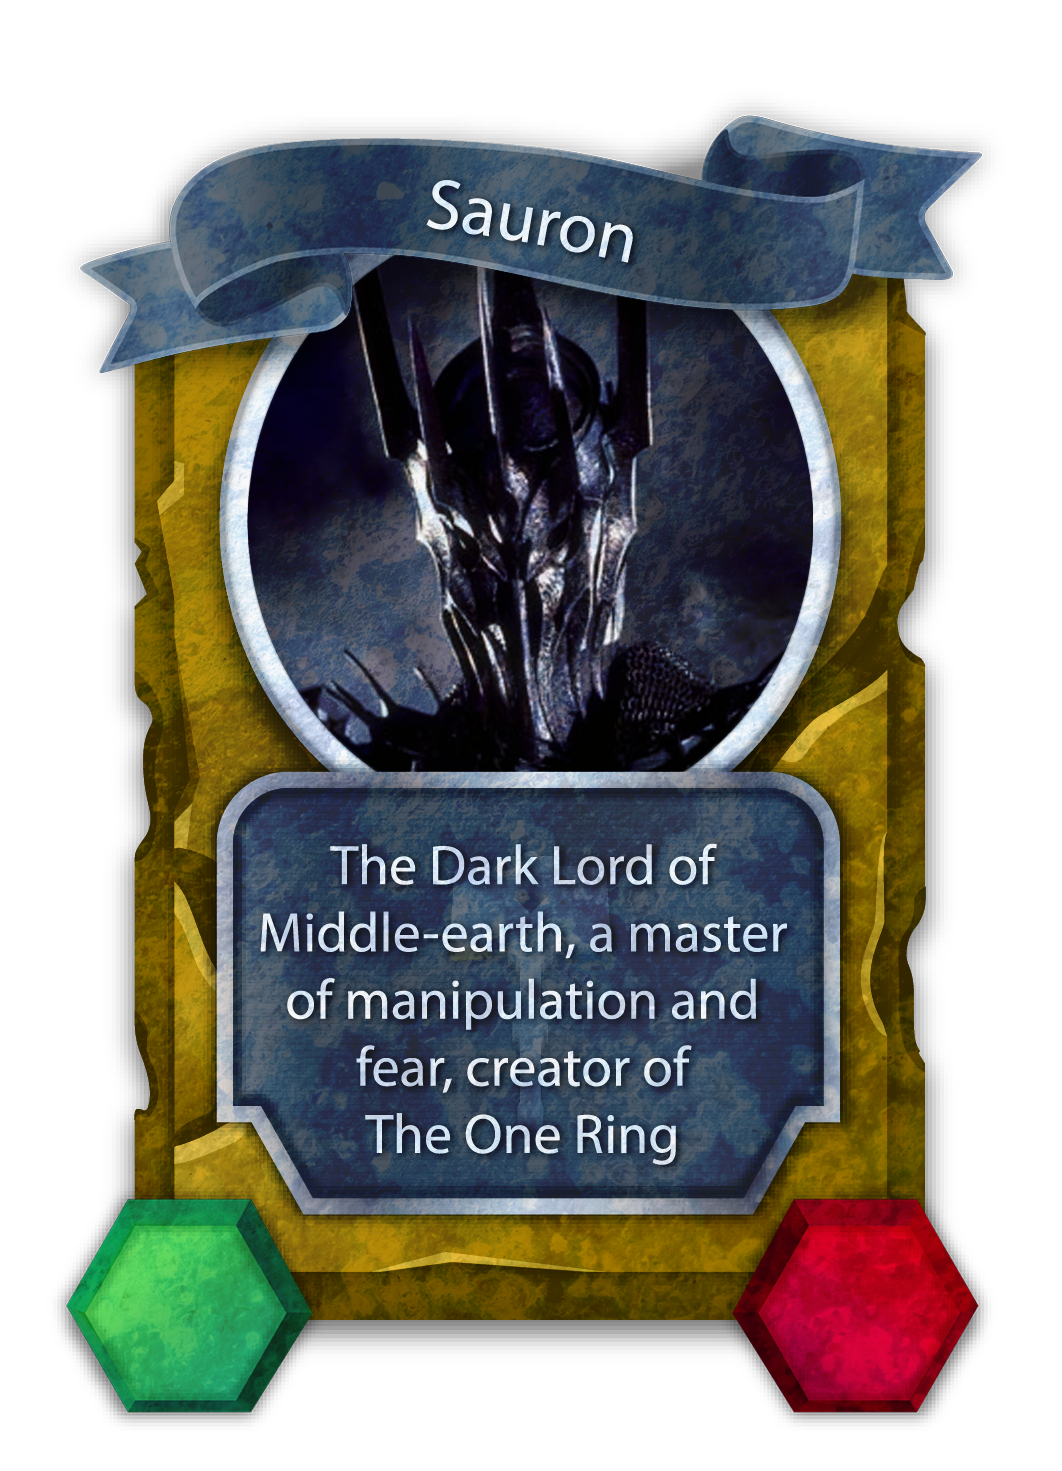 Sauron
The Dark Lord of
Middle-earth, a master
of manipulation and
fear, creator of
The One Ring